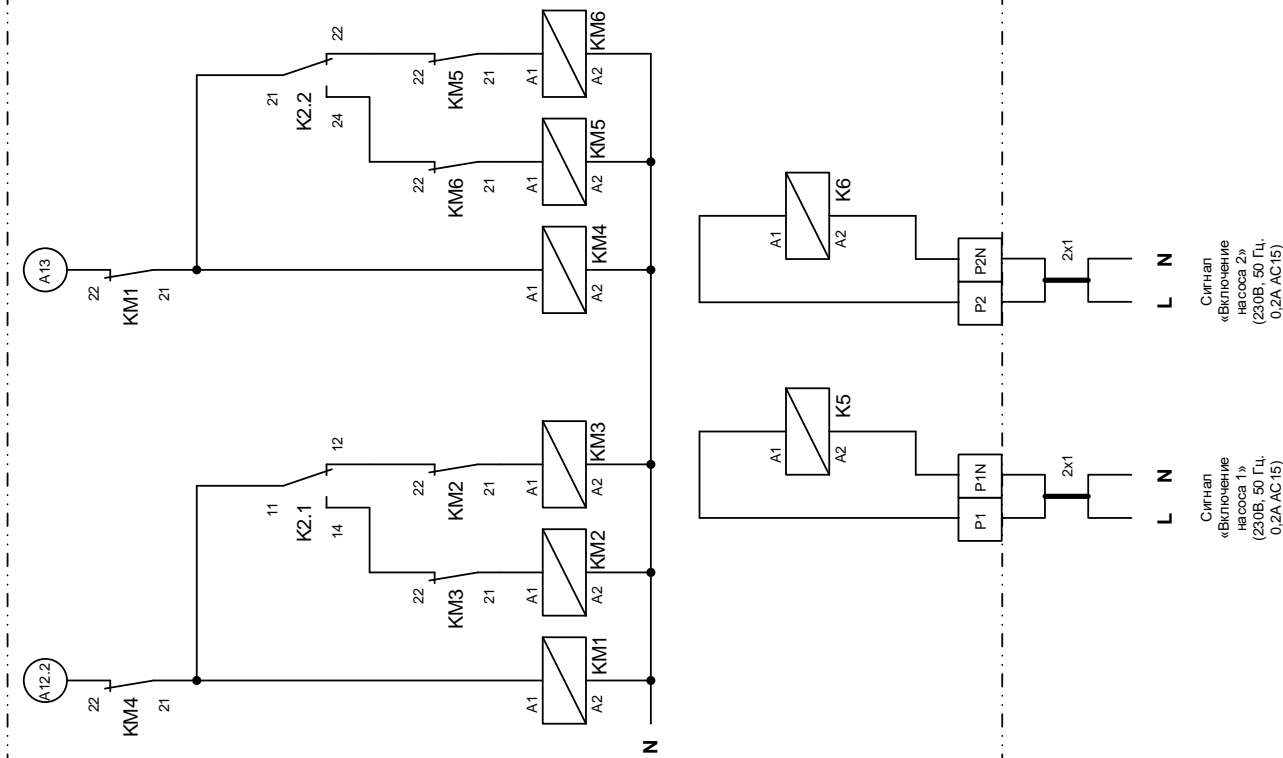 A12.2
22
KM4
21
11
K2.1
12
14
22
KM3
21
22
KM2
21
A1
KM1
A2
A1
KM2
A2
A1
KM3
A2
N
A13
22
KM1
21
21
K2.2
22
24
22
KM6
21
22
KM5
21
A1
KM4
A2
A1
KM5
A2
A1
KM6
A2
A1
K5
A2
P1
P1N
2x1
L
N
Сигнал
«Включение
насоса 1»
(230В, 50 Гц,
0,2А AC15)
A1
K6
A2
P2
P2N
2x1
L
N
Сигнал
«Включение
насоса 2»
(230В, 50 Гц,
0,2А AC15)